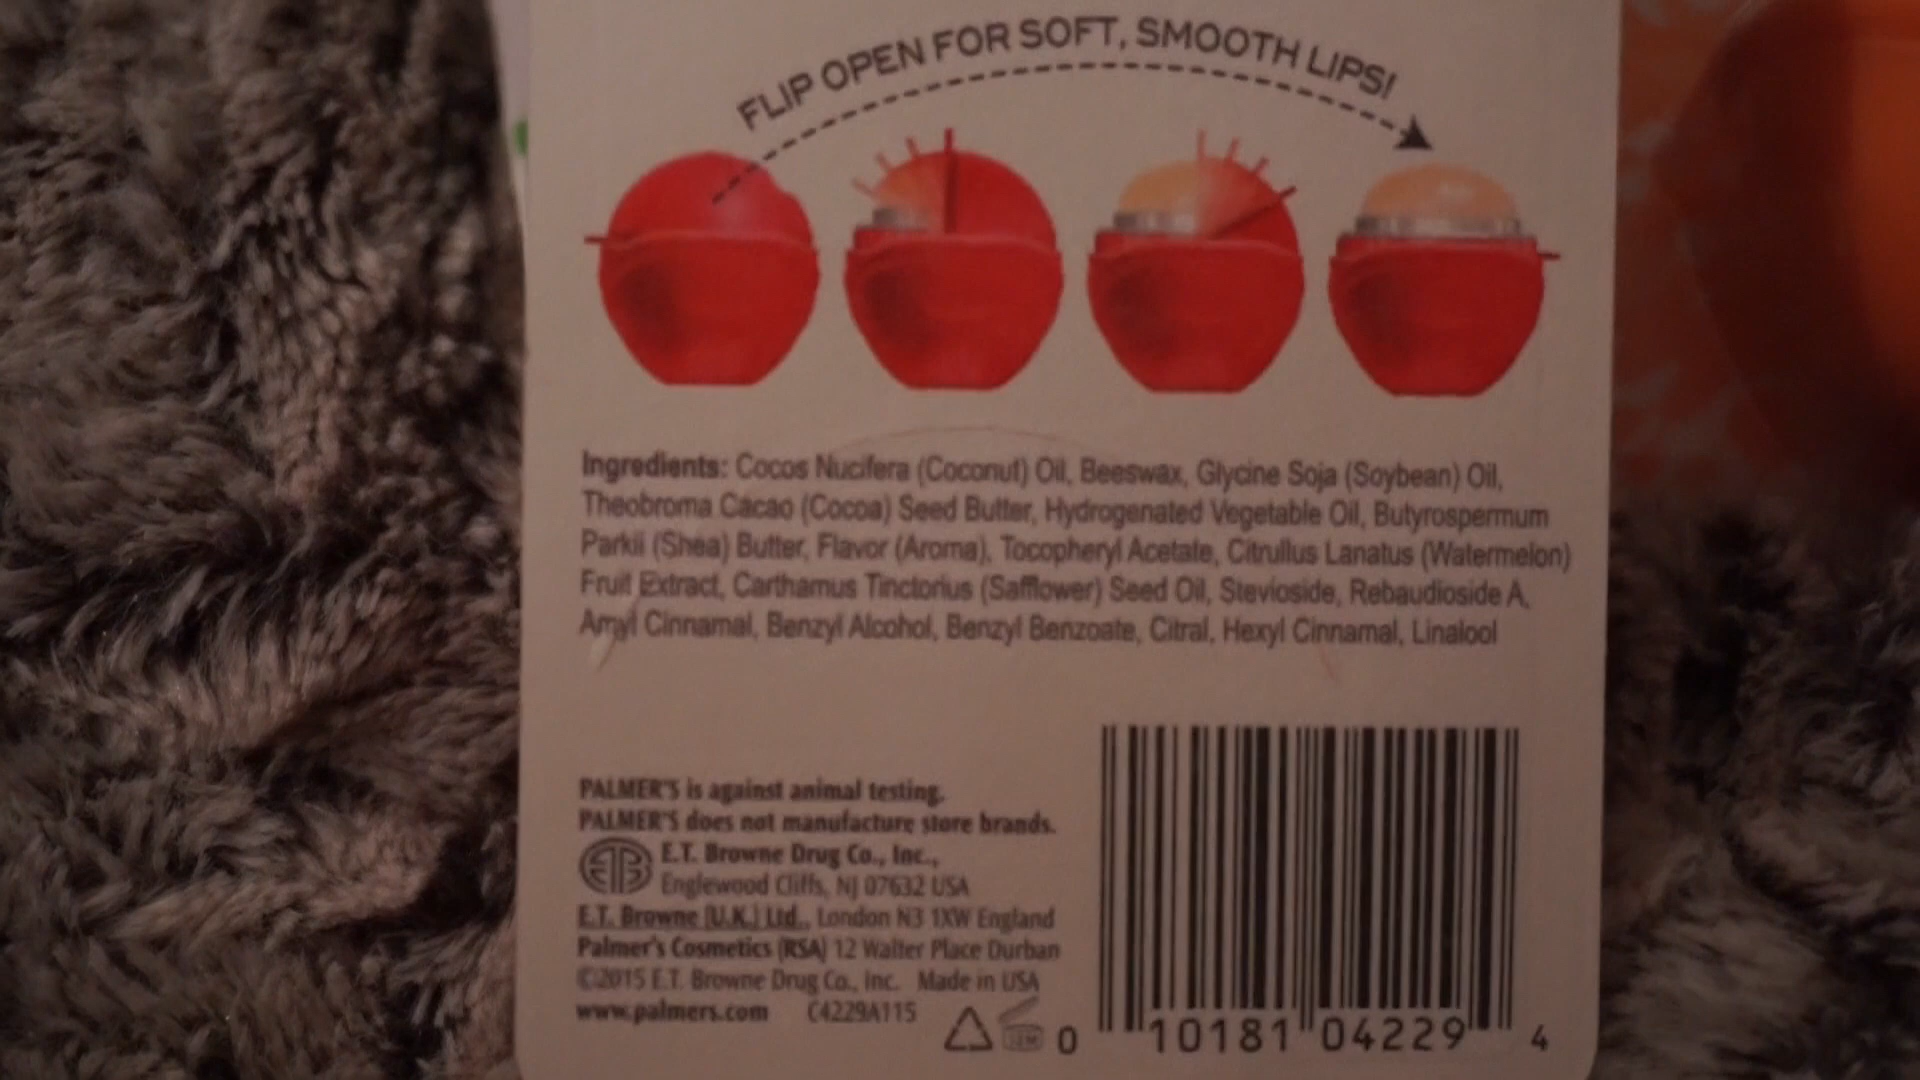 FLIP OPEN FOR SOFT, SMOOTH LIPS!
Ingredients: Cocos Nucifera (Coconut) Oil, Beeswax, Glycine Soja (Soybean) Oil,
Theobroma Cacao (Cocoa) Seed Butter, Hydrogenated Vegetable Oil, Butyrospermum
Parkii (Shea) Butter, Flavor (Aroma), Tocopheryl Acetate, Citrullus Lanatus (Watermelon)
Fruit Extract, Carthamus Tinctorius (Safflower) Seed Oil, Stevioside, Rebaudioside A,
Amyl Cinnamal, Benzyl Alcohol, Benzyl Benzoate, Citral, Hexyl Cinnamal, Linalool
PALMER'S is against animal testing.
PALMER'S does not manufacture store brands.
E.T. Browne Drug Co., Inc.,
Englewood Cliffs, NJ 07632 USA
E.T. Browne (U.K.) Ltd., London N3 1XW England
Palmer's Cosmetics (RSA) 12 Walter Place Durban
©2015 E.T. Browne Drug Co., Inc. Made in USA
www.palmers.com C4229A115
0 10181 04229 4